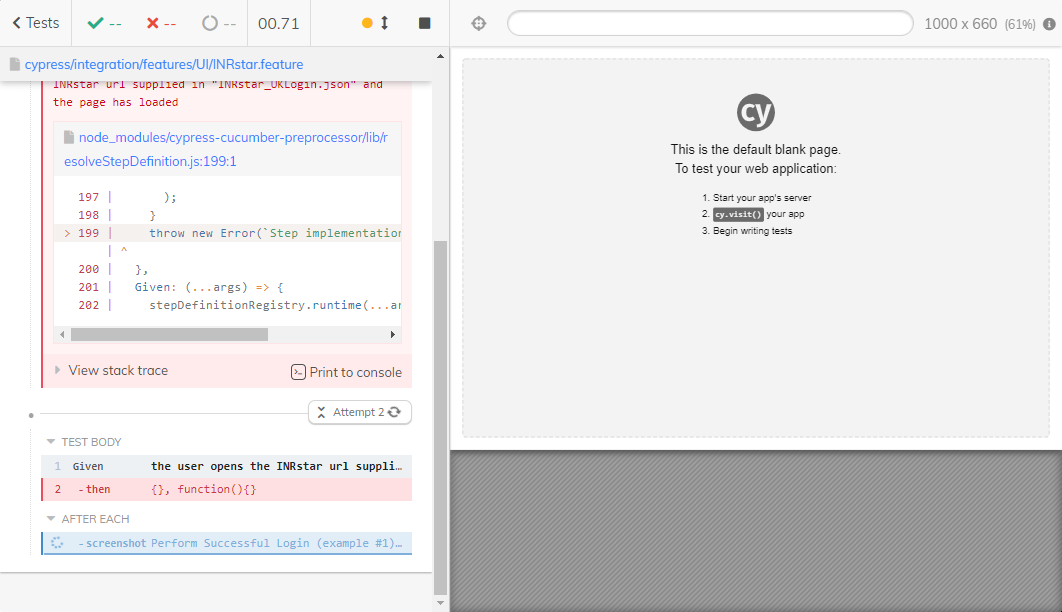 Tests
--
--
--
00.71
1000 x 660 (61%)
cypress/integration/features/UI/INRstar.feature
INRstar url supplied in "INRstar_UKLogin.json" and
the page has loaded
node_modules/cypress-cucumber-preprocessor/lib/r
esolveStepDefinition.js:199:1
197 | );
198 | }
> 199 | throw new Error(`Step implementation
| ^
200 | },
201 | Given: (...args) => {
202 | stepDefinitionRegistry.runtime(...ar
View stack trace
Print to console
Attempt 2
TEST BODY
1 Given the user opens the INRstar url suppli…
2 -then {}, function(){}
AFTER EACH
-screenshot Perform Successful Login (example #1)…
cy
This is the default blank page.
To test your web application:
1. Start your app's server
2. cy.visit() your app
3. Begin writing tests